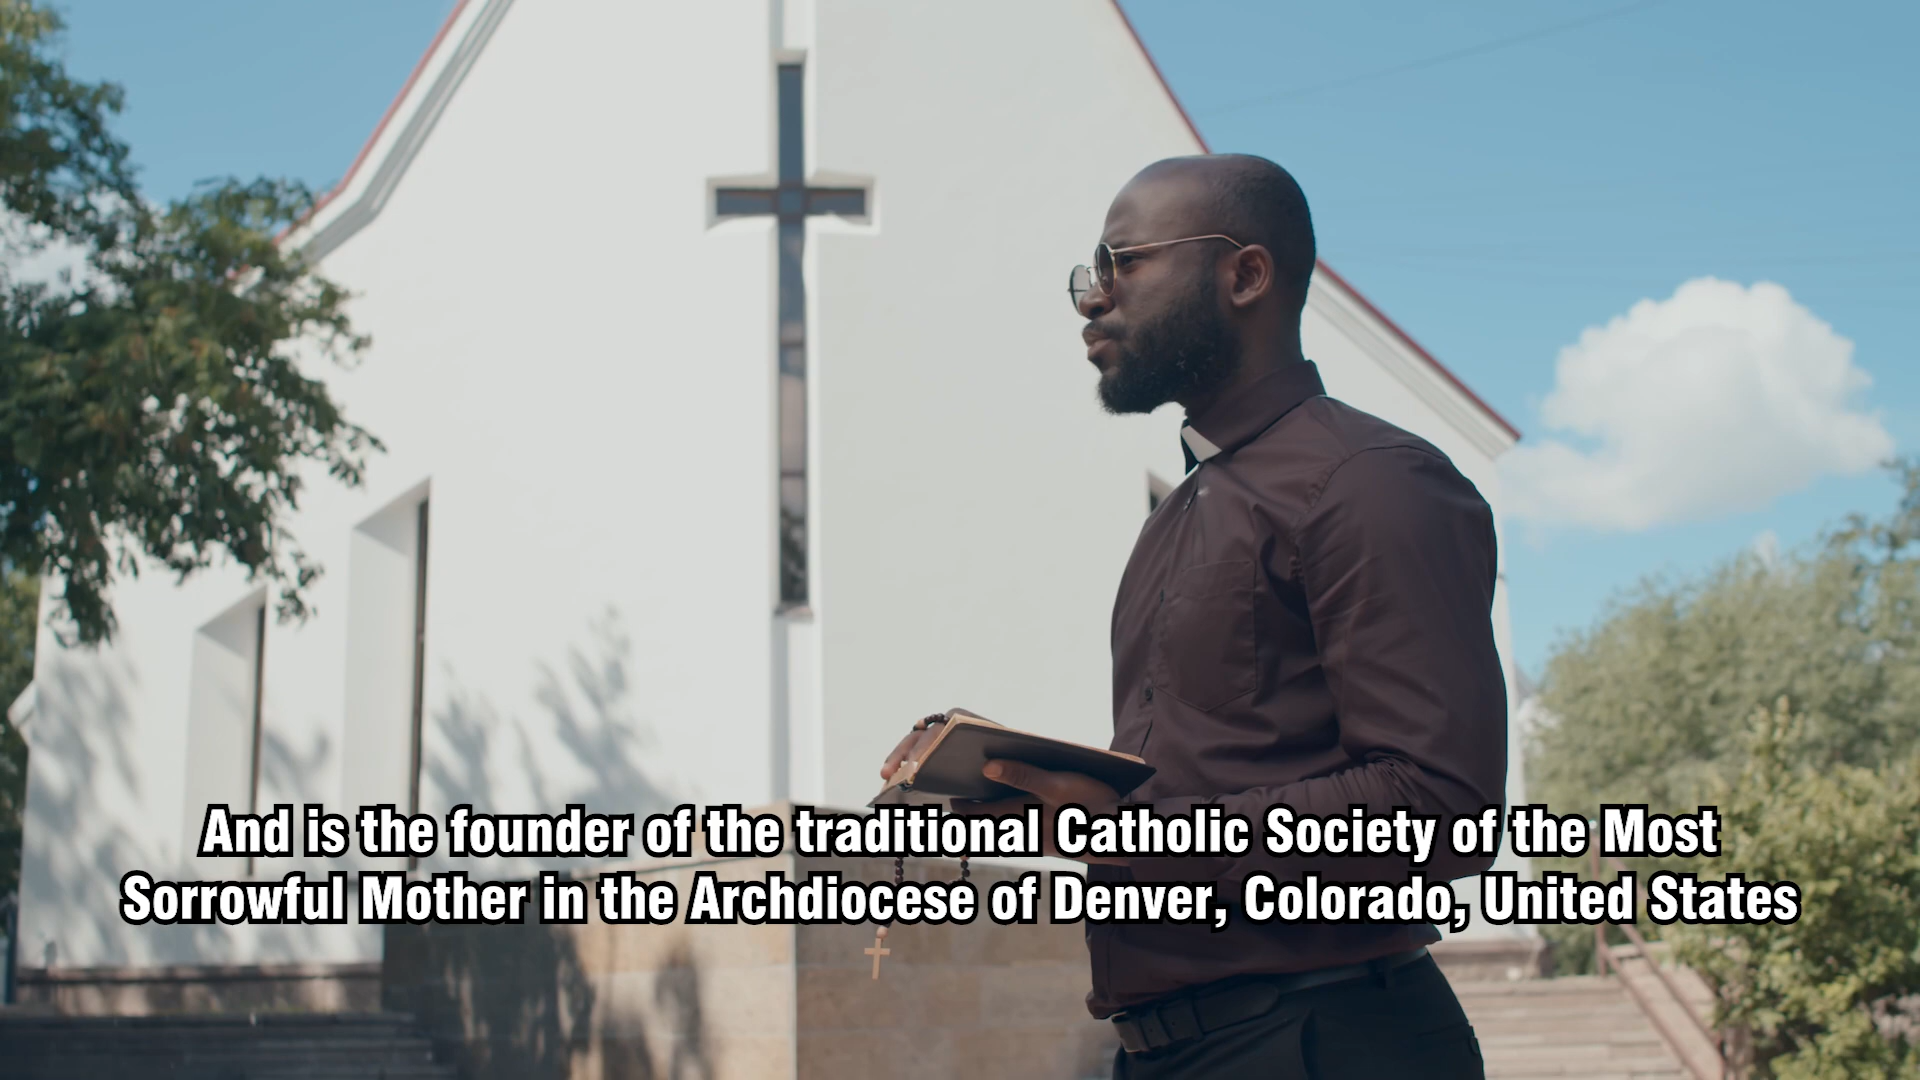 And is the founder of the traditional Catholic Society of the Most
Sorrowful Mother in the Archdiocese of Denver, Colorado, United States